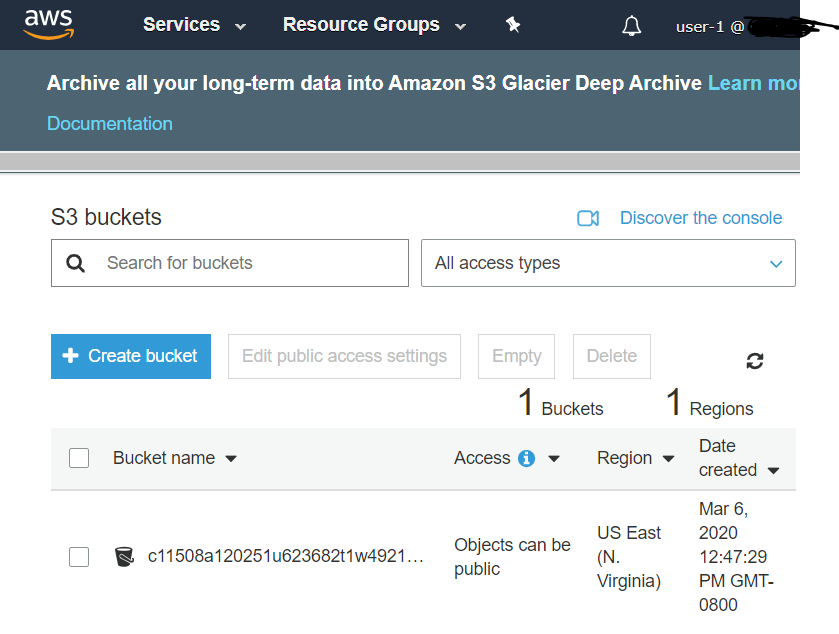 aws Services Resource Groups user-1 @
Archive all your long-term data into Amazon S3 Glacier Deep Archive Learn mo
Documentation
S3 buckets Discover the console
Search for buckets All access types
Create bucket Edit public access settings Empty Delete
1 Buckets 1 Regions
Bucket name Access Region Date
created
c11508a120251u623682t1w4921… Objects can be
public
US East
(N.
Virginia)
Mar 6,
2020
12:47:29
PM GMT-
0800